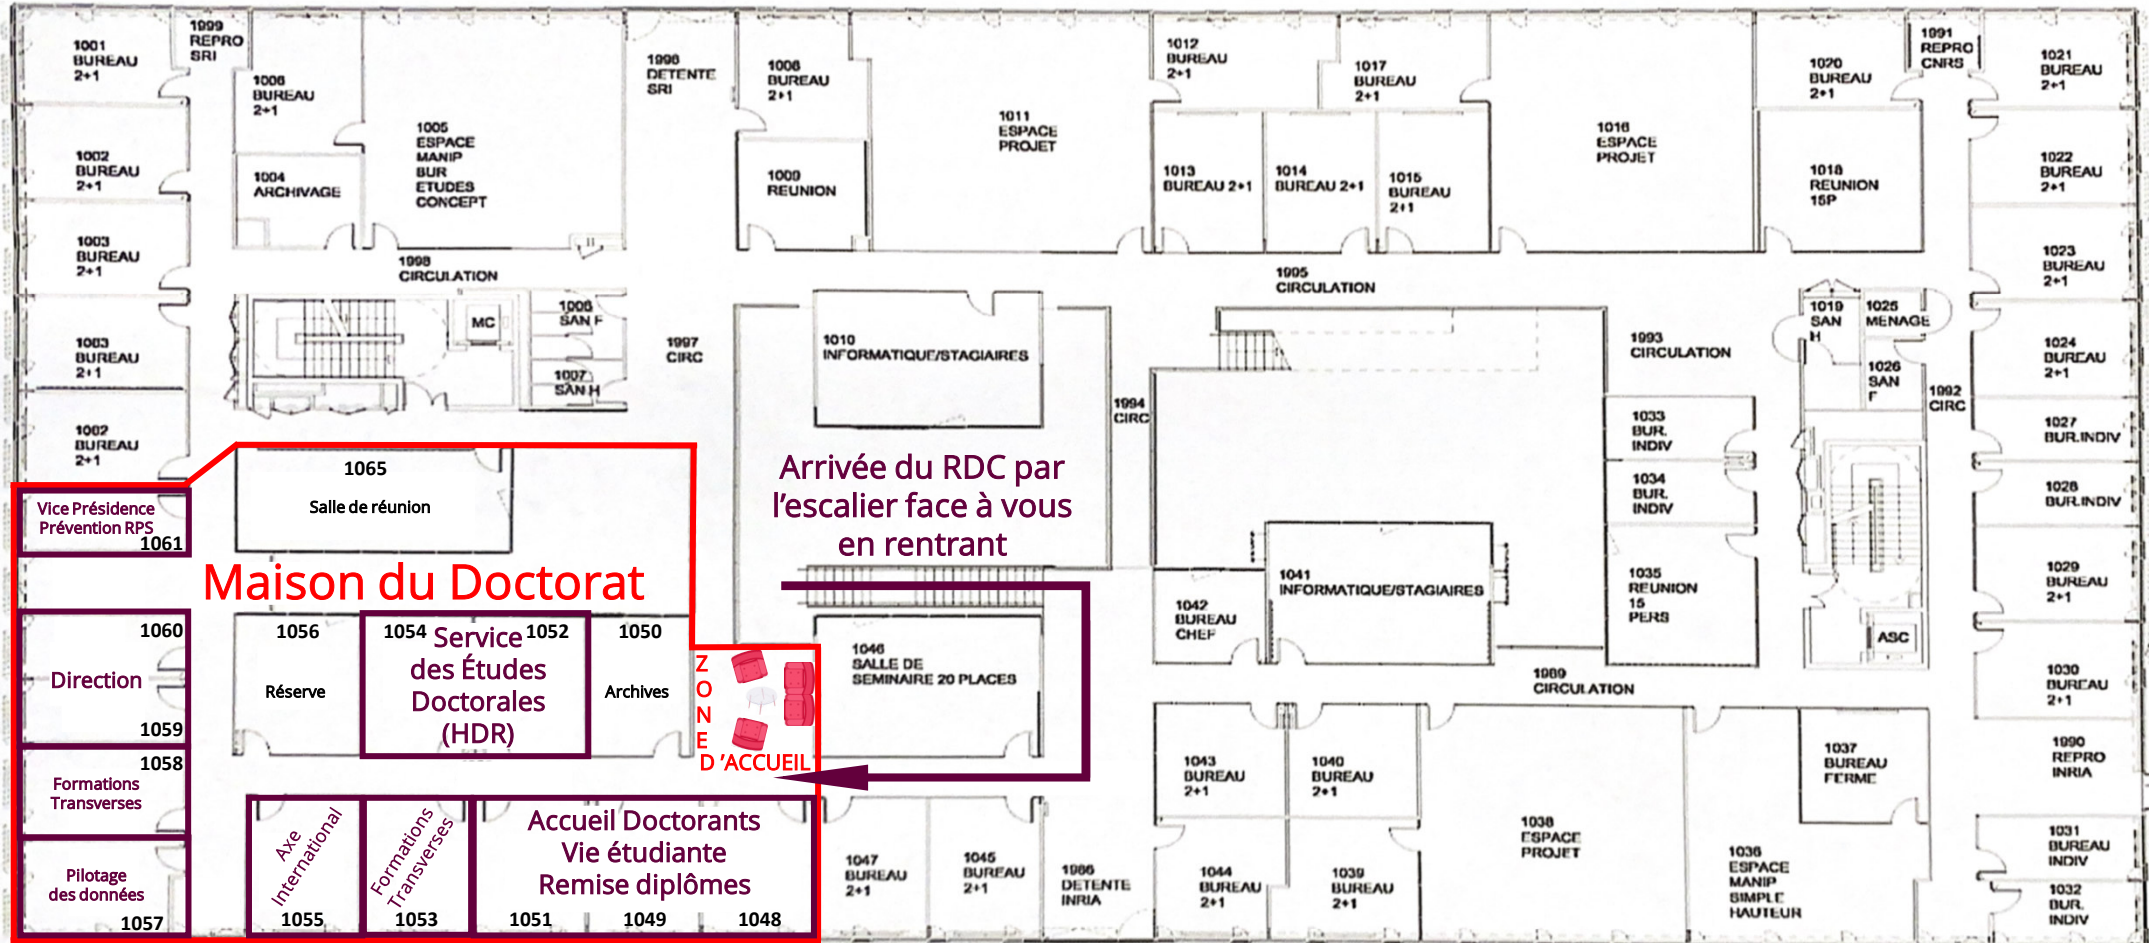 1001
BUREAU
2+1
1999
REPRO
SRI
1006
BUREAU
2+1
1005
ESPACE
MANIP
BUR
ETUDES
CONCEPT
1996
DETENTE
SRI
1008
BUREAU
2+1
1011
ESPACE
PROJET
1012
BUREAU
2+1
1017
BUREAU
2+1
1016
ESPACE
PROJET
1020
BUREAU
2+1
1991
REPRO
CNRS
1021
BUREAU
2+1
1002
BUREAU
2+1
1004
ARCHIVAGE
1009
REUNION
1013
BUREAU 2+1
1014
BUREAU 2+1
1015
BUREAU
2+1
1018
REUNION
15P
1022
BUREAU
2+1
1003
BUREAU
2+1
1998
CIRCULATION
1995
CIRCULATION
1023
BUREAU
2+1
1003
BUREAU
2+1
MC
1006
SAN F
1007
SAN H
1997
CIRC
1010
INFORMATIQUE/STAGIAIRES
1994
CIRC
1993
CIRCULATION
1019
SAN
H
1025
MENAGE
1026
SAN
F
1992
CIRC
1024
BUREAU
2+1
1002
BUREAU
2+1
1033
BUR.
INDIV
1027
BUR.INDIV
1034
BUR.
INDIV
1028
BUR.INDIV
1065
Salle de réunion
Arrivée du RDC par
l’escalier face à vous
en rentrant
Vice Présidence
Prévention RPS
1061
Maison du Doctorat
1041
INFORMATIQUE/STAGIAIRES
1035
REUNION
15
PERS
1029
BUREAU
2+1
1042
BUREAU
CHEF
ASC
1060
Direction
1059
1056
Réserve
1054
1052
Service
des Études
Doctorales
(HDR)
1050
Archives
ZONE
D ’ACCUEIL
1046
SALLE DE
SEMINAIRE 20 PLACES
1989
CIRCULATION
1030
BUREAU
2+1
1058
Formations
Transverses
1043
BUREAU
2+1
1040
BUREAU
2+1
1037
BUREAU
FERME
1990
REPRO
INRIA
Pilotage
des données
1057
Axe
International
1055
Formations
Transverses
1053
Accueil Doctorants
Vie étudiante
Remise diplômes
1051
1049
1048
1047
BUREAU
2+1
1045
BUREAU
2+1
1986
DETENTE
INRIA
1044
BUREAU
2+1
1039
BUREAU
2+1
1038
ESPACE
PROJET
1036
ESPACE
MANIP
SIMPLE
HAUTEUR
1031
BUREAU
INDIV
1032
BUR.
INDIV